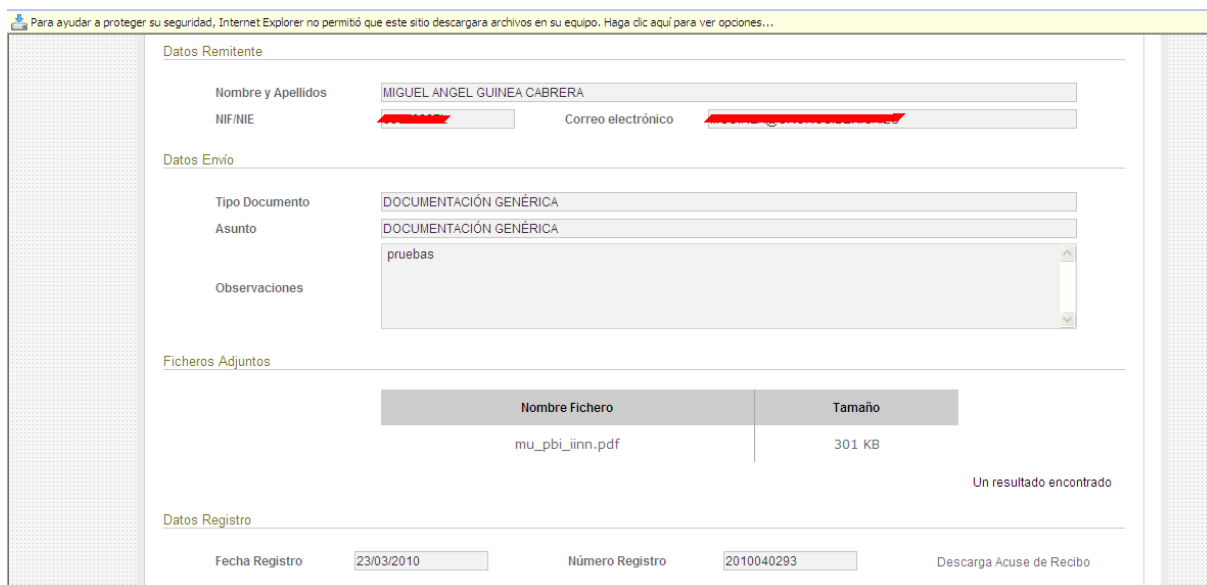 Para ayudar a proteger su seguridad, Internet Explorer no permitió que este sitio descargara archivos en su equipo. Haga clic aquí para ver opciones...
Datos Remitente
Nombre y Apellidos MIGUEL ANGEL GUINEA CABRERA
NIF/NIE Correo electrónico
Datos Envío
Tipo Documento DOCUMENTACIÓN GENÉRICA
Asunto DOCUMENTACIÓN GENÉRICA
pruebas
Observaciones
Ficheros Adjuntos
Nombre Fichero Tamaño
mu_pbi_iinn.pdf 301 KB
Un resultado encontrado
Datos Registro
Fecha Registro 23/03/2010 Número Registro 2010040293 Descarga Acuse de Recibo